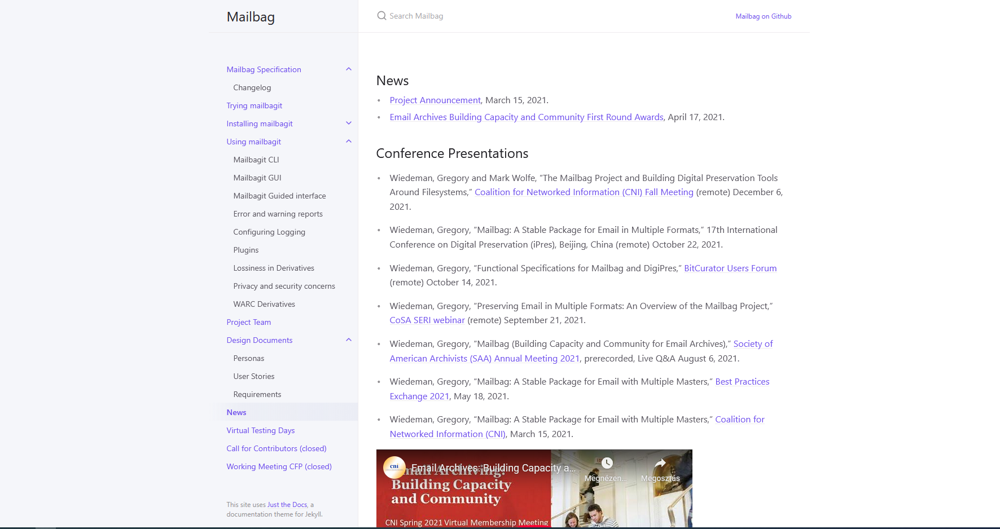 Mailbag
Search Mailbag
Mailbag on Github
Mailbag Specification
Changelog
Trying mailbagit
Installing mailbagit
Using mailbagit
Mailbagit CLI
Mailbagit GUI
Mailbagit Guided interface
Error and warning reports
Configuring Logging
Plugins
Lossiness in Derivatives
Privacy and security concerns
WARC Derivatives
Project Team
Design Documents
Personas
User Stories
Requirements
News
Virtual Testing Days
Call for Contributors (closed)
Working Meeting CFP (closed)
This site uses Just the Docs, a
documentation theme for Jekyll.
News
Project Announcement, March 15, 2021.
Email Archives Building Capacity and Community First Round Awards, April 17, 2021.
Conference Presentations
Wiedeman, Gregory and Mark Wolfe, “The Mailbag Project and Building Digital Preservation Tools
Around Filesystems,” Coalition for Networked Information (CNI) Fall Meeting (remote) December 6,
2021.
Wiedeman, Gregory, “Mailbag: A Stable Package for Email in Multiple Formats,” 17th International
Conference on Digital Preservation (iPres), Beijing, China (remote) October 22, 2021.
Wiedeman, Gregory, “Functional Specifications for Mailbag and DigiPres,” BitCurator Users Forum
(remote) October 14, 2021.
Wiedeman, Gregory, “Preserving Email in Multiple Formats: An Overview of the Mailbag Project,”
CoSA SERI webinar (remote) September 21, 2021.
Wiedeman, Gregory, “Mailbag (Building Capacity and Community for Email Archives),” Society of
American Archivists (SAA) Annual Meeting 2021, prerecorded, Live Q&A August 6, 2021.
Wiedeman, Gregory, “Mailbag: A Stable Package for Email with Multiple Masters,” Best Practices
Exchange 2021, May 18, 2021.
Wiedeman, Gregory, “Mailbag: A Stable Package for Email with Multiple Masters,” Coalition for
Networked Information (CNI), March 15, 2021.
cni
Email Archives: Building Capacity a...
Megnézen...
Megosztás
Email Archiving:
Building Capacity
and Community
CNI Spring 2021 Virtual Membership Meeting